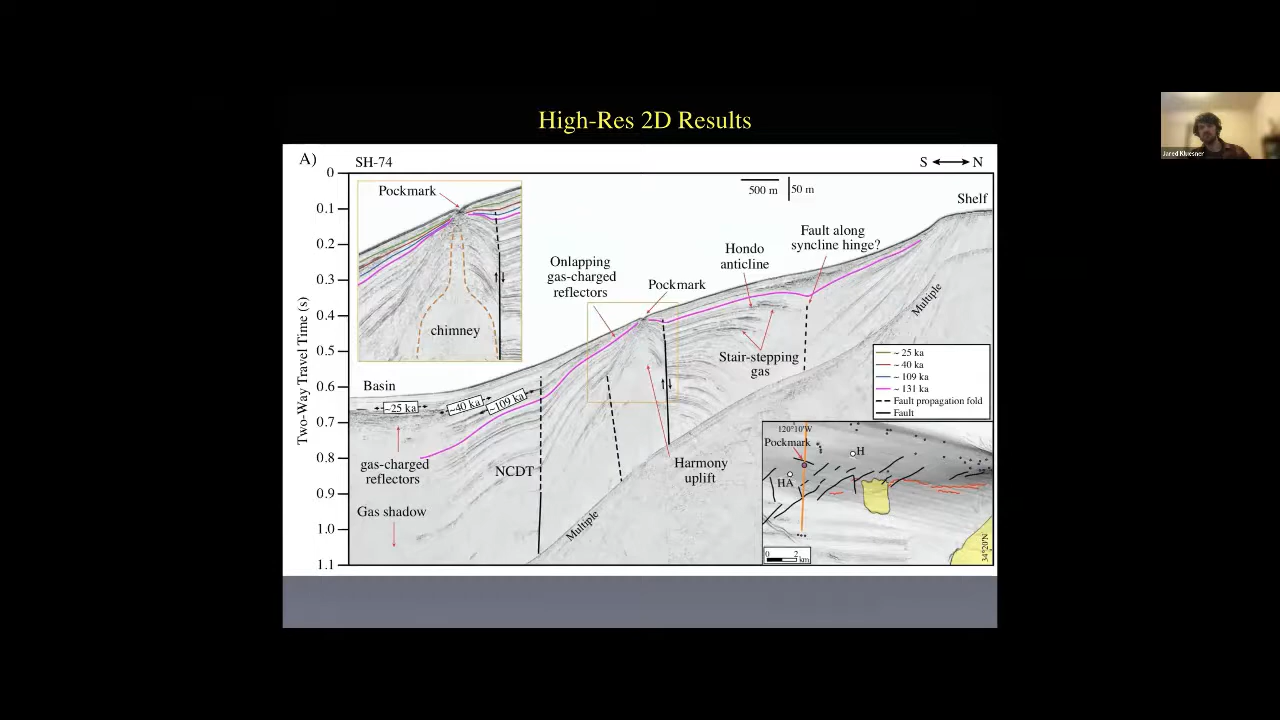 High-Res 2D Results
Jared Kluesner
A)
SH-74
S
N
0
0.1
0.2
0.3
0.4
0.5
0.6
0.7
0.8
0.9
1.0
1.1
Two-Way Travel Time (s)
500 m
50 m
Shelf
Pockmark
chimney
Fault along
syncline hinge?
Hondo
anticline
Onlapping
gas-charged
reflectors
Pockmark
Multiple
Stair-stepping
gas
Basin
~25 ka
~40 ka
~109 ka
gas-charged
reflectors
NCDT
Harmony
uplift
Gas shadow
Multiple
~ 25 ka
~ 40 ka
~ 109 ka
~ 131 ka
Fault propagation fold
Fault
120°10'W
Pockmark
H
HA
0 2
km
34°20'N